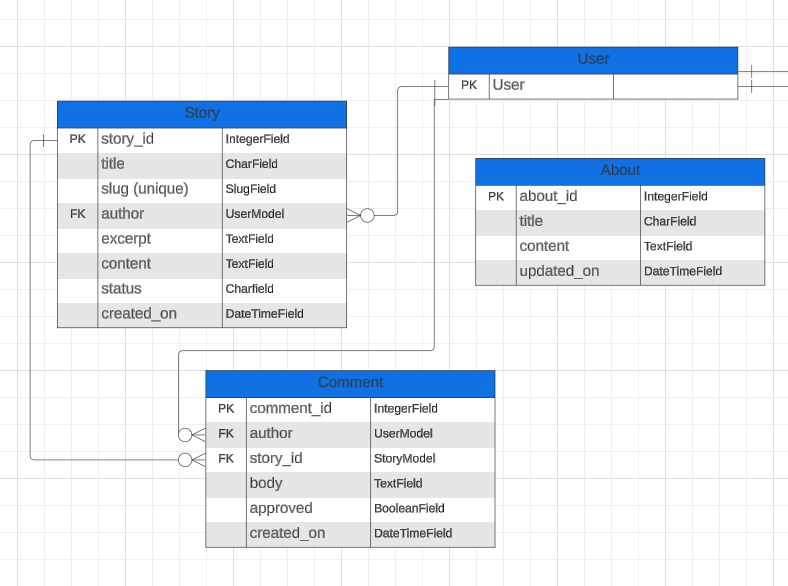 User
PK User
Story
PK story_id IntegerField
title CharField
slug (unique) SlugField
FK author UserModel
excerpt TextField
content TextField
status Charfield
created_on DateTimeField
About
PK about_id IntegerField
title CharField
content TextField
updated_on DateTimeField
Comment
PK comment_id IntegerField
FK author UserModel
FK story_id StoryModel
body TextField
approved BooleanField
created_on DateTimeField